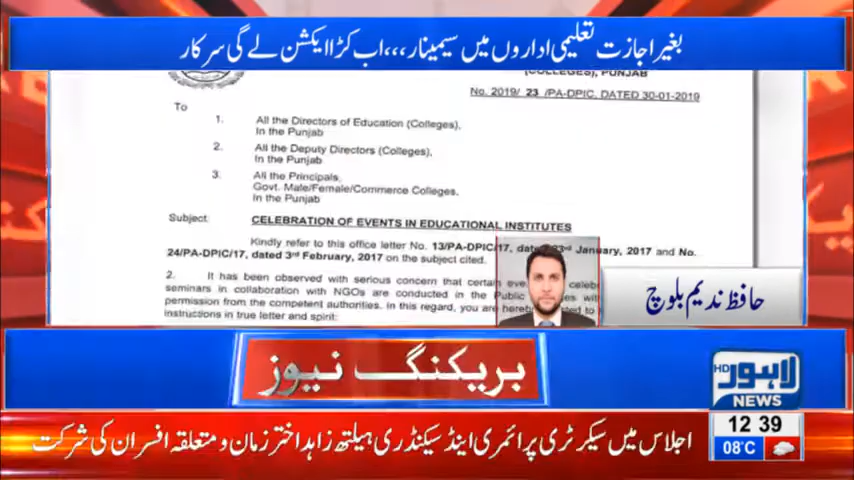 بغیر اجازت تعلیمی اداروں میں سیمینار،،،اب کڑا ایکشن لے گی سرکار
(COLLEGES), PUNJAB
No. 2019/ 23 /PA-DPIC, DATED 30-01-2019
To
1. All the Directors of Education (Colleges),
In the Punjab
2. All the Deputy Directors (Colleges),
In the Punjab
3. All the Principals,
Govt. Male/Female/Commerce Colleges,
In the Punjab
Subject CELEBRATION OF EVENTS IN EDUCATIONAL INSTITUTES
Kindly refer to this office letter No. 13/PA-DPIC/17, dated 23rd January, 2017 and No.
24/PA-DPIC/17, dated 3rd February, 2017 on the subject cited.
2. It has been observed with serious concern that certain
seminars in collaboration with NGOs are conducted in the Public
permission from the competent authorities. In this regard, you are
instructions in true letter and spirit:
حافظ ندیم بلوچ
بریکنگ نیوز
HD لاہور
NEWS
12 39
08°C
اجلاس میں سیکرٹری پرائمری اینڈ سیکنڈری ہیلتھ زاہد اختر زمان و متعلقہ افسران کی شرکت